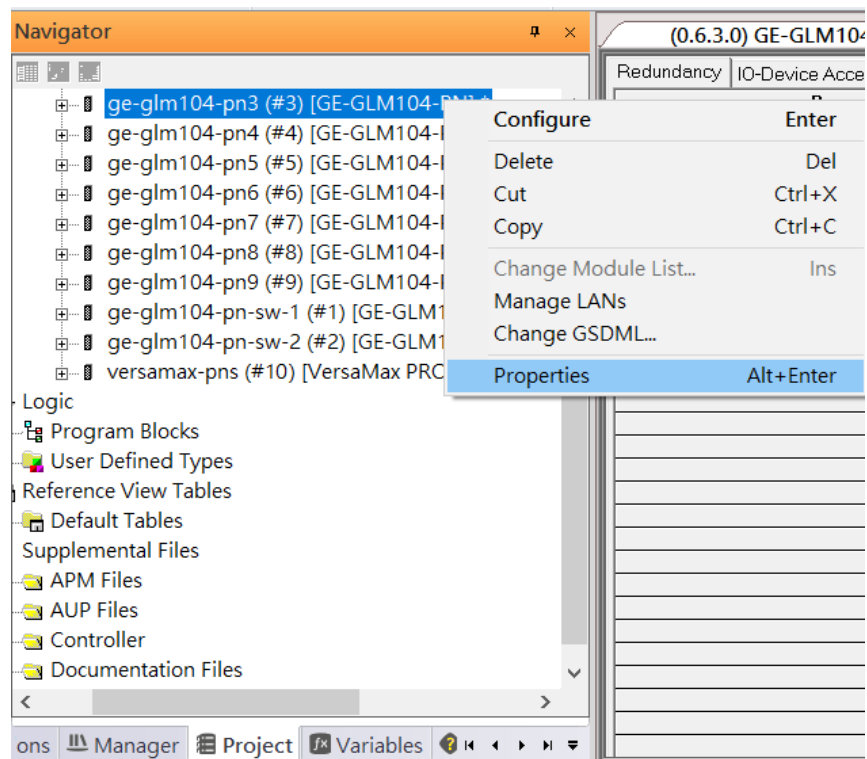 Navigator
(0.6.3.0) GE-GLM104
Redundancy
IO-Device Acce
ge-glm104-pn3 (#3) [GE-GLM104-PN] *
ge-glm104-pn4 (#4) [GE-GLM104-
ge-glm104-pn5 (#5) [GE-GLM104-
ge-glm104-pn6 (#6) [GE-GLM104-
ge-glm104-pn7 (#7) [GE-GLM104-
ge-glm104-pn8 (#8) [GE-GLM104-
ge-glm104-pn9 (#9) [GE-GLM104-
ge-glm104-pn-sw-1 (#1) [GE-GLM1
ge-glm104-pn-sw-2 (#2) [GE-GLM1
versamax-pns (#10) [VersaMax PRO
Configure Enter
Delete Del
Cut Ctrl+X
Copy Ctrl+C
Change Module List... Ins
Manage LANs
Change GSDML...
Properties Alt+Enter
Logic
Program Blocks
User Defined Types
Reference View Tables
Default Tables
Supplemental Files
APM Files
AUP Files
Controller
Documentation Files
ons Manager Project Variables